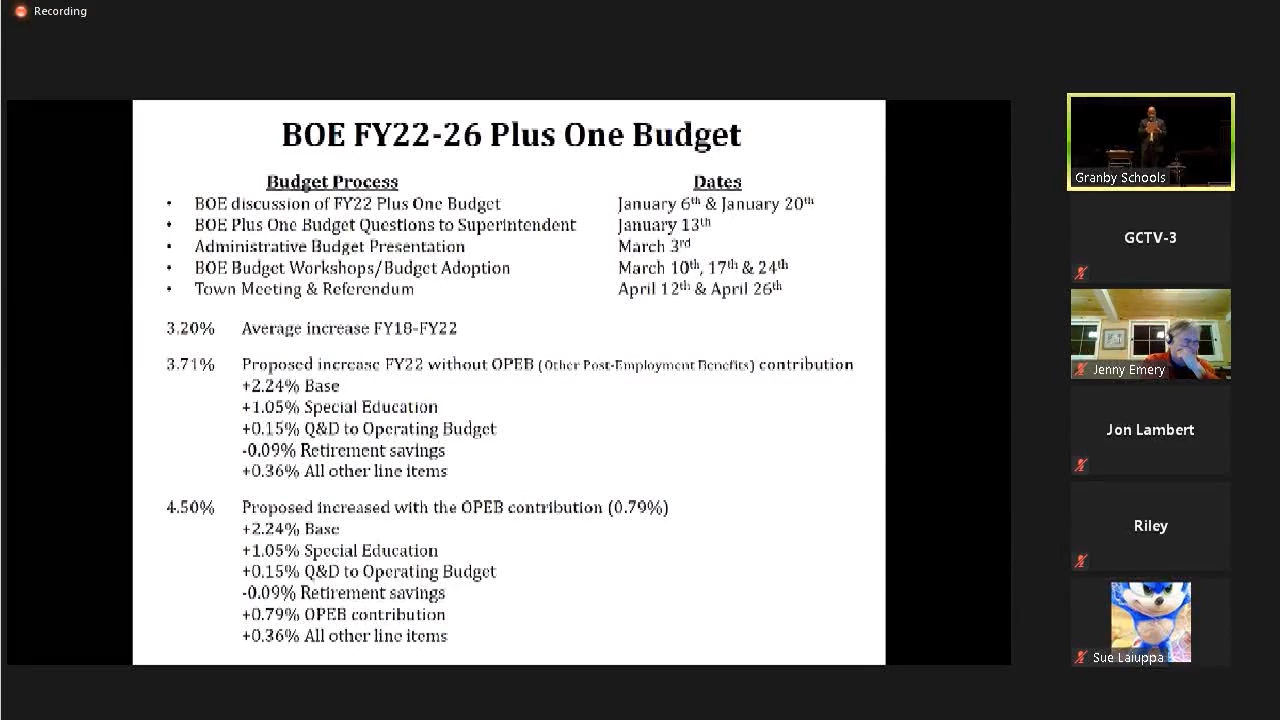 Recording
BOE FY22-26 Plus One Budget
Budget Process Dates
• BOE discussion of FY22 Plus One Budget January 6th & January 20th
• BOE Plus One Budget Questions to Superintendent January 13th
• Administrative Budget Presentation March 3rd
• BOE Budget Workshops/Budget Adoption March 10th, 17th & 24th
• Town Meeting & Referendum April 12th & April 26th
3.20% Average increase FY18-FY22
3.71% Proposed increase FY22 without OPEB (Other Post-Employment Benefits) contribution
+2.24% Base
+1.05% Special Education
+0.15% Q&D to Operating Budget
-0.09% Retirement savings
+0.36% All other line items
4.50% Proposed increased with the OPEB contribution (0.79%)
+2.24% Base
+1.05% Special Education
+0.15% Q&D to Operating Budget
-0.09% Retirement savings
+0.79% OPEB contribution
+0.36% All other line items
Granby Schools
GCTV-3
Jenny Emery
Jon Lambert
Riley
Sue Laiuppa